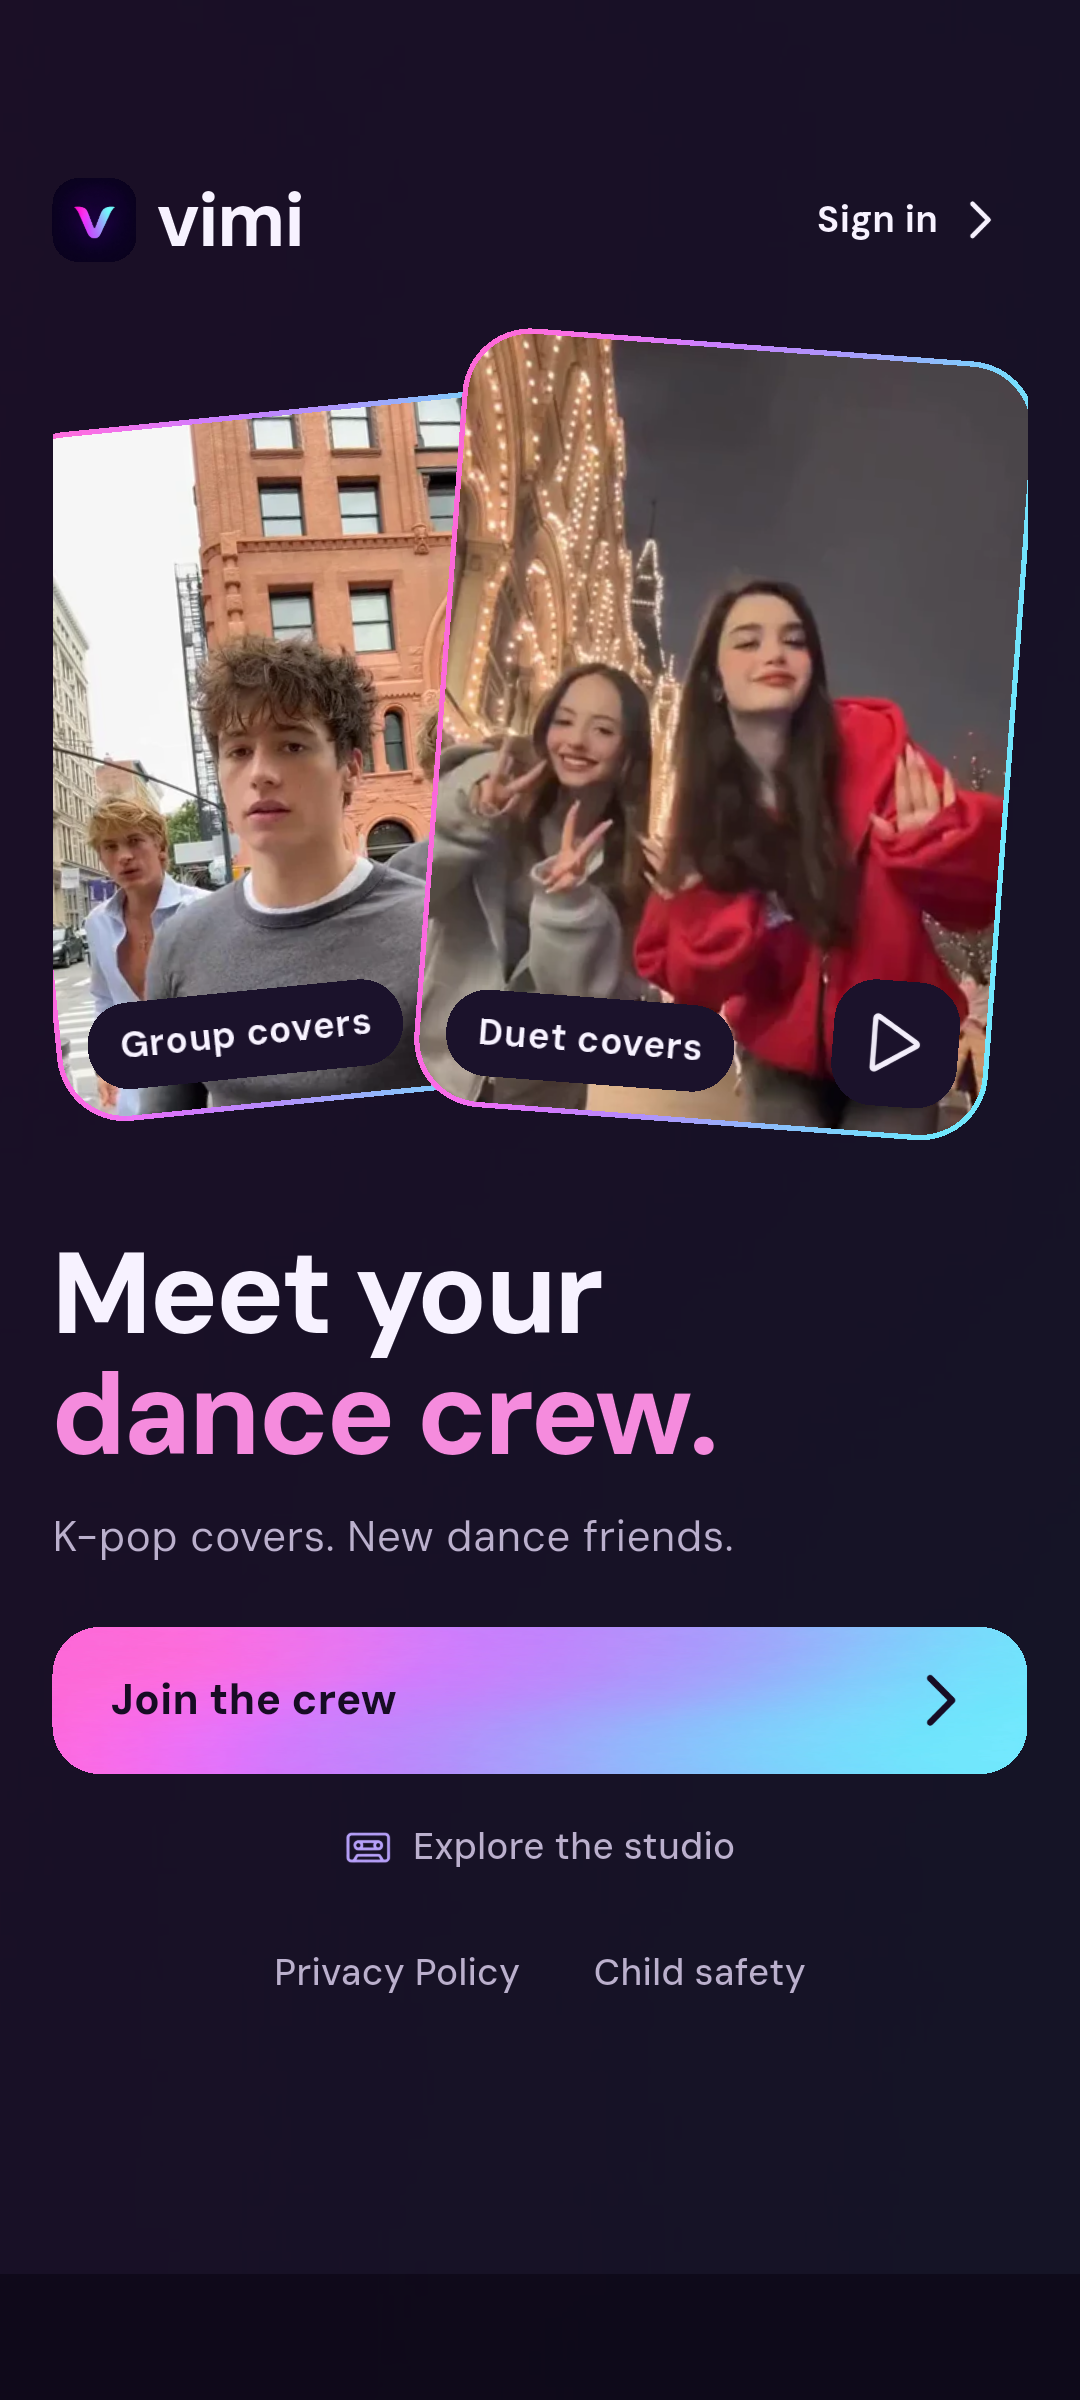 vimi
Sign in
Group covers
Duet covers
Meet your
dance crew.
K-pop covers. New dance friends.
Join the crew
Explore the studio
Privacy Policy
Child safety